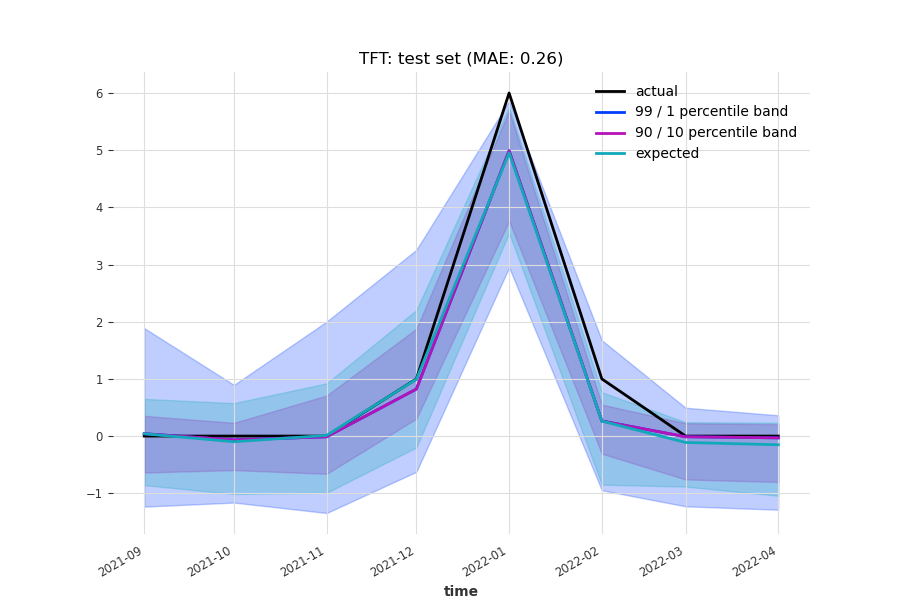 TFT: test set (MAE: 0.26)
actual
99 / 1 percentile band
90 / 10 percentile band
expected
6
5
4
3
2
1
0
−1
2021-09
2021-10
2021-11
2021-12
2022-01
2022-02
2022-03
2022-04
time